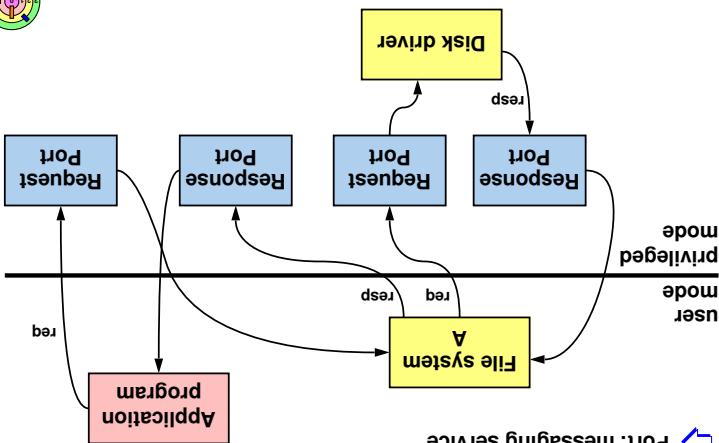 Port: messaging service
Application
program
File system
A
req
user
mode
req
resp
privileged
mode
Response
Port
Request
Port
Response
Port
Request
Port
resp
Disk driver